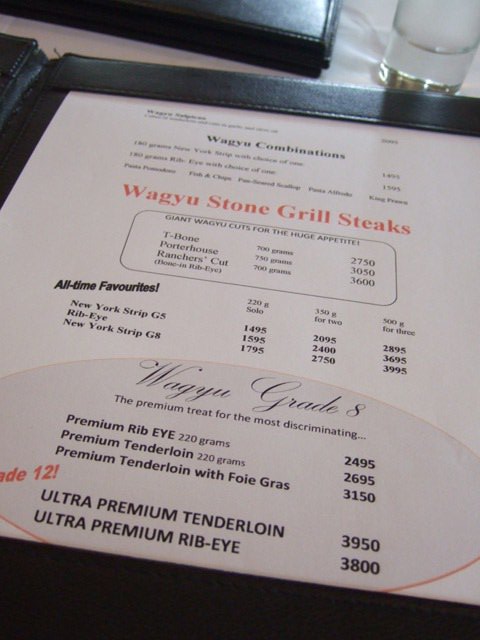 Wagyu Salpicao 2095
Wagyu Combinations
180 grams New York Strip with choice of one: 1495
180 grams Rib- Eye with choice of one: 1595
Pasta Pomodoro Fish & Chips Pan-Seared Scallop Pasta Alfredo King Prawn
Wagyu Stone Grill Steaks
GIANT WAGYU CUTS FOR THE HUGE APPETITE!
T-Bone 700 grams 2750
Porterhouse 750 grams 3050
Ranchers' Cut 700 grams 3600
(Bone-in Rib-Eye)
All-time Favourites!
220 g 350 g 500 g
Solo for two for three
New York Strip G5 1495 2095 2895
Rib-Eye 1595 2400 3695
New York Strip G8 1795 2750 3995
Wagyu Grade 8
The premium treat for the most discriminating...
Premium Rib EYE 220 grams 2495
Premium Tenderloin 220 grams 2695
Premium Tenderloin with Foie Gras 3150
ade 12!
ULTRA PREMIUM TENDERLOIN 3950
ULTRA PREMIUM RIB-EYE 3800